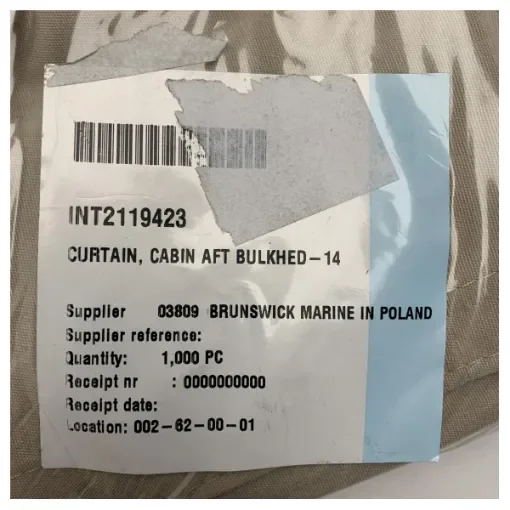 INT2119423
CURTAIN, CABIN AFT BULKHED-14
Supplier 03809 BRUNSWICK MARINE IN POLAND
Supplier reference:
Quantity: 1,000 PC
Receipt nr : 0000000000
Receipt date:
Location: 002-62-00-01